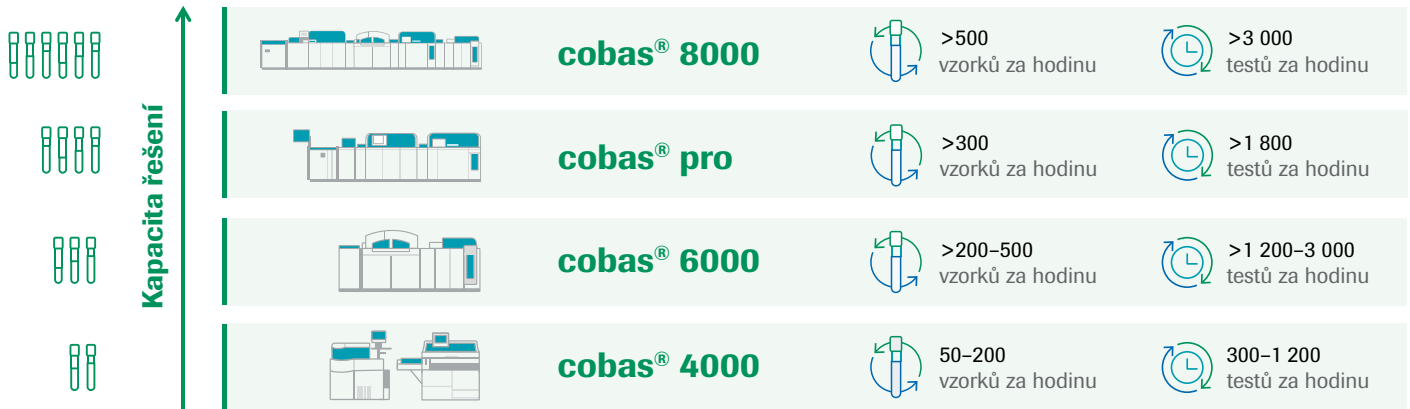 Kapacita řešení
cobas® 8000
>500
vzorků za hodinu
>3 000
testů za hodinu
cobas® pro
>300
vzorků za hodinu
>1 800
testů za hodinu
cobas® 6000
>200–500
vzorků za hodinu
>1 200–3 000
testů za hodinu
cobas® 4000
50–200
vzorků za hodinu
300–1 200
testů za hodinu